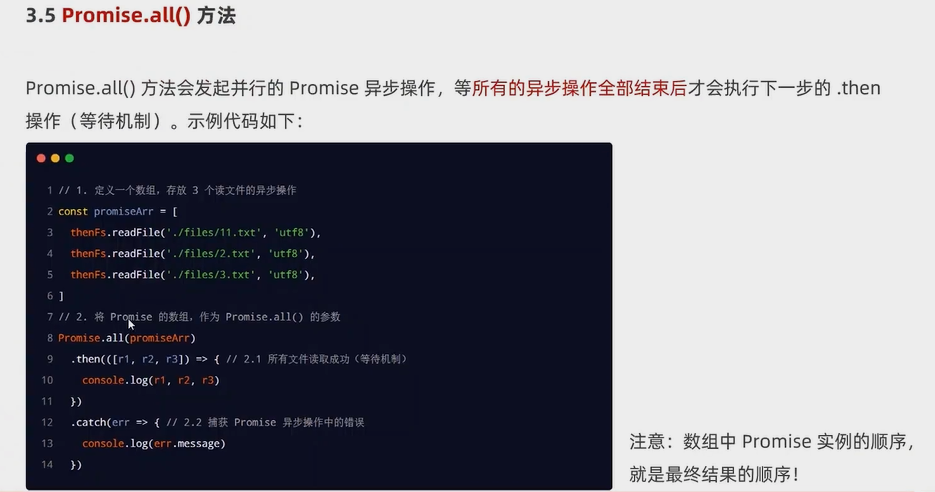 3.5 Promise.all() 方法
Promise.all() 方法会发起并行的 Promise 异步操作，等所有的异步操作全部结束后才会执行下一步的 .then
操作（等待机制）。示例代码如下：
1 // 1. 定义一个数组，存放 3 个读文件的异步操作
2 const promiseArr = [
3   thenFs.readFile('./files/11.txt', 'utf8'),
4   thenFs.readFile('./files/2.txt', 'utf8'),
5   thenFs.readFile('./files/3.txt', 'utf8'),
6 ]
7 // 2. 将 Promise 的数组，作为 Promise.all() 的参数
8 Promise.all(promiseArr)
9   .then(([r1, r2, r3]) => { // 2.1 所有文件读取成功（等待机制）
10     console.log(r1, r2, r3)
11   })
12   .catch(err => { // 2.2 捕获 Promise 异步操作中的错误
13     console.log(err.message)
14   })
注意：数组中 Promise 实例的顺序，
就是最终结果的顺序！